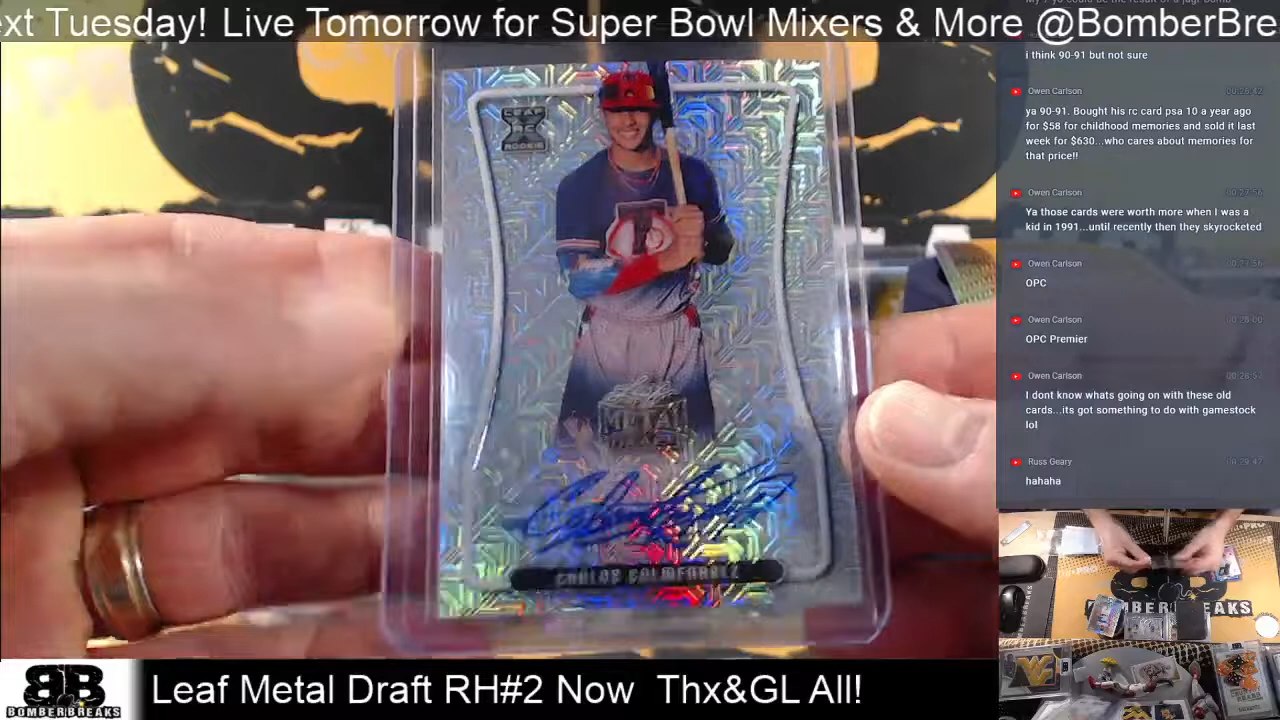 ext Tuesday! Live Tomorrow for Super Bowl Mixers & More @BomberBre
i think 90-91 but not sure
Owen Carlson
ya 90-91. Bought his rc card psa 10 a year ago
for $58 for childhood memories and sold it last
week for $630...who cares about memories for
that price!!
Owen Carlson
Ya those cards were worth more when I was a
kid in 1991...until recently then they skyrocketed
Owen Carlson
OPC
Owen Carlson
OPC Premier
Owen Carlson
I dont know whats going on with these old
cards...its got something to do with gamestock
lol
Russ Geary
hahaha
LEAF
ROOKIE
METAL
DRAFT
CARLOS COLMENAREZ
BOMBERBREAKS
BB
BOMBERBREAKS
Leaf Metal Draft RH#2 Now Thx&GL All!